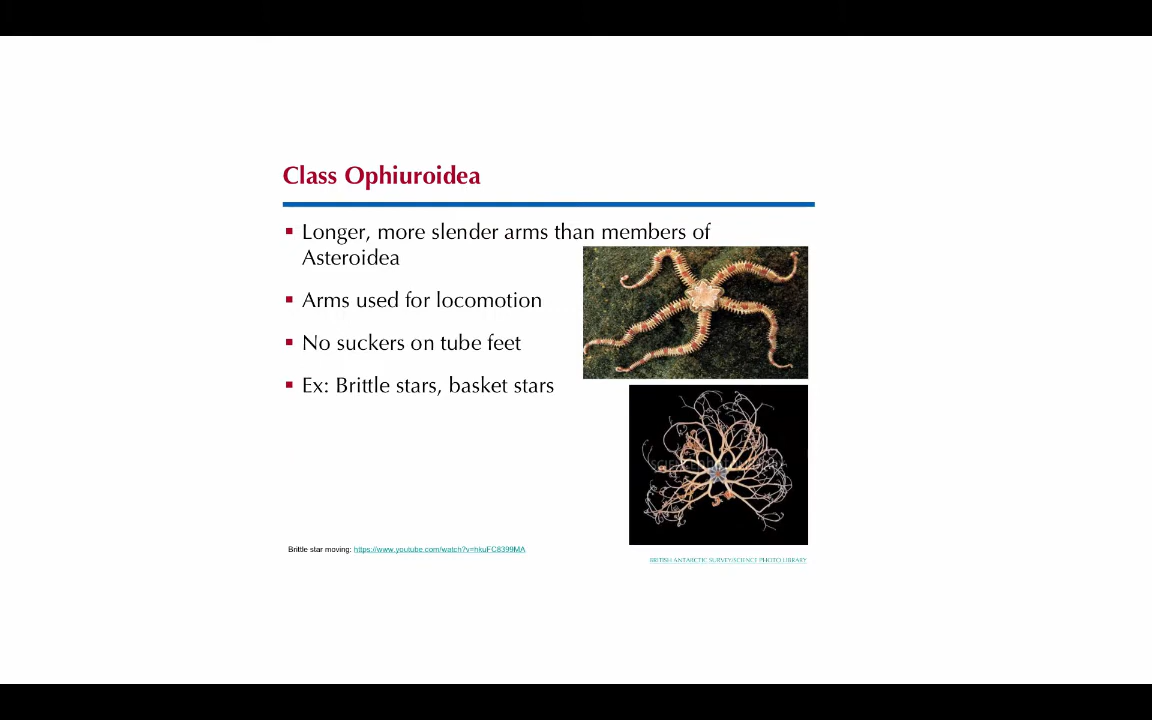 Class Ophiuroidea
▪ Longer, more slender arms than members of
Asteroidea
▪ Arms used for locomotion
▪ No suckers on tube feet
▪ Ex: Brittle stars, basket stars
Brittle star moving: https://www.youtube.com/watch?v=hkuFC8399MA
BRITISH ANTARCTIC SURVEY/SCIENCE PHOTO LIBRARY